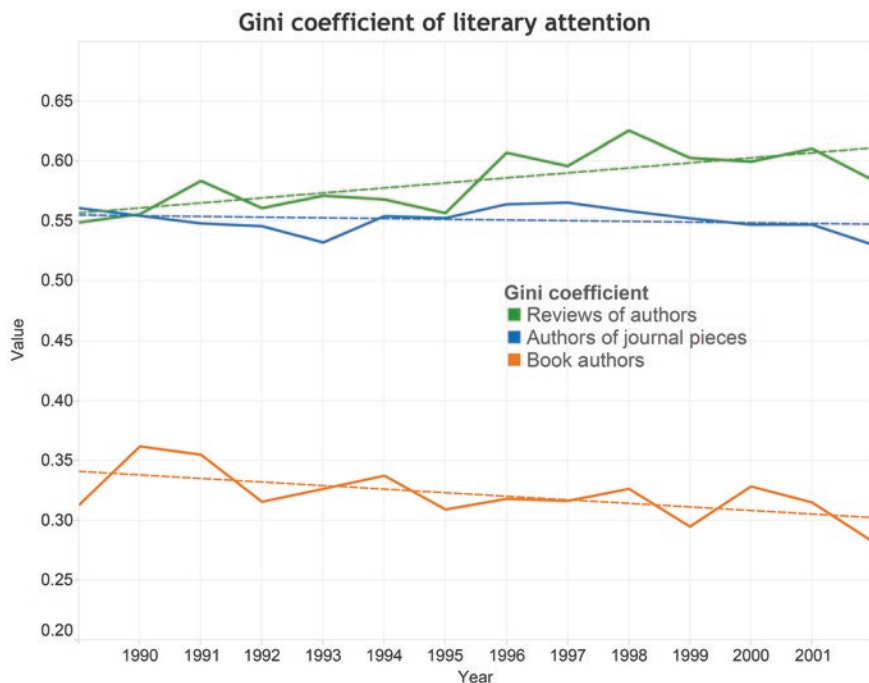 Gini coefficient of literary attention
0.65
0.60
0.55
0.50
0.45
0.40
0.35
0.30
0.25
0.20
Value
Gini coefficient
Reviews of authors
Authors of journal pieces
Book authors
1990 1991 1992 1993 1994 1995 1996 1997 1998 1999 2000 2001
Year